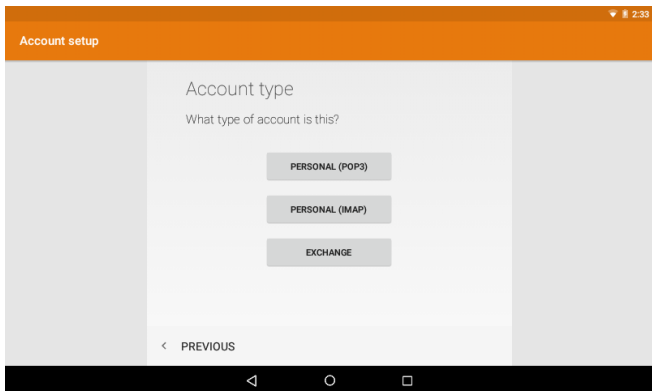 2:33
Account setup
Account type
What type of account is this?
PERSONAL (POP3)
PERSONAL (IMAP)
EXCHANGE
PREVIOUS